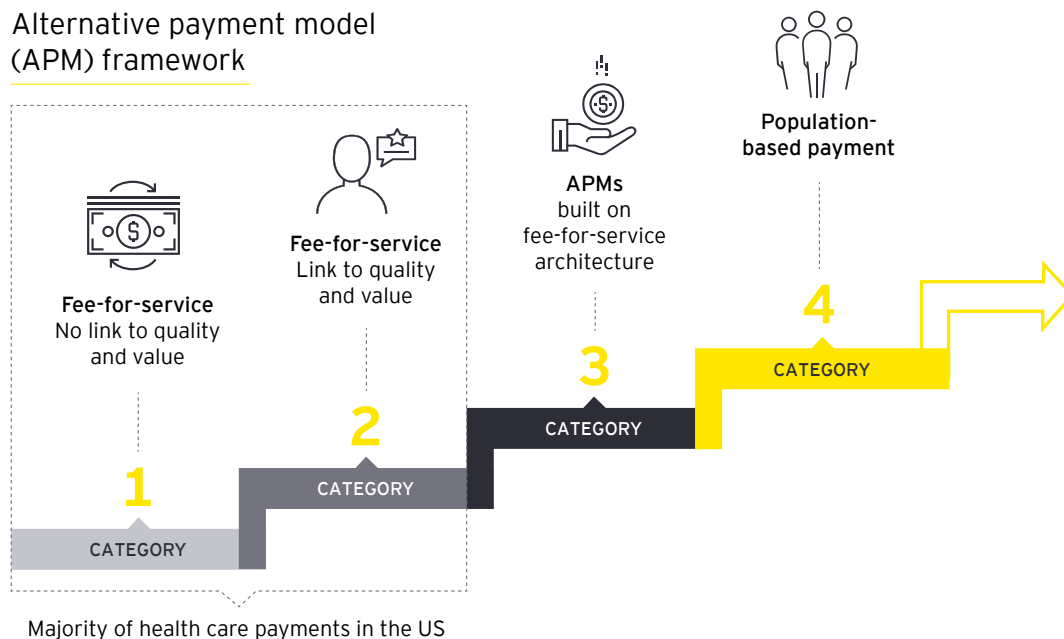 Alternative payment model
(APM) framework
$
Fee-for-service
No link to quality
and value
1
CATEGORY
Fee-for-service
Link to quality
and value
2
CATEGORY
$
APMs
built on
fee-for-service
architecture
3
CATEGORY
Population-
based payment
4
CATEGORY
Majority of health care payments in the US